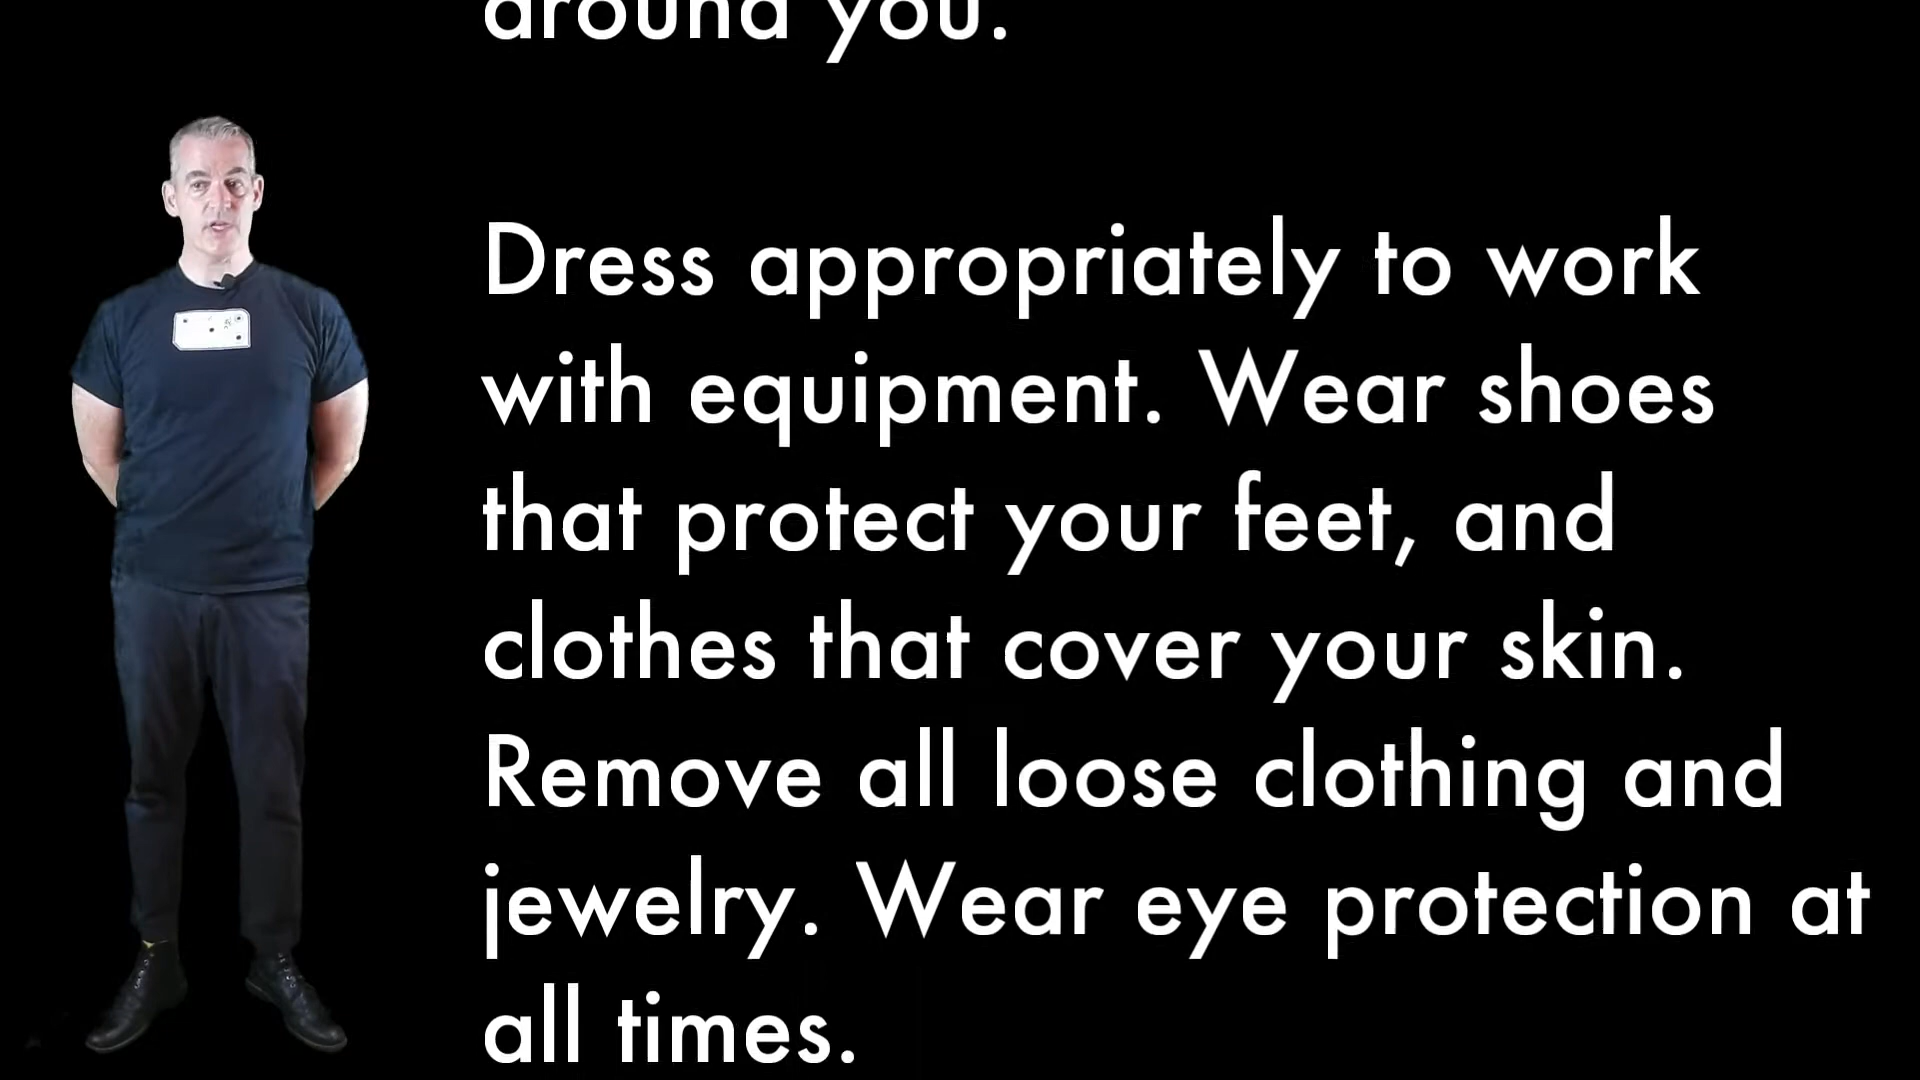 around you.
Dress appropriately to work
with equipment. Wear shoes
that protect your feet, and
clothes that cover your skin.
Remove all loose clothing and
jewelry. Wear eye protection at
all times.